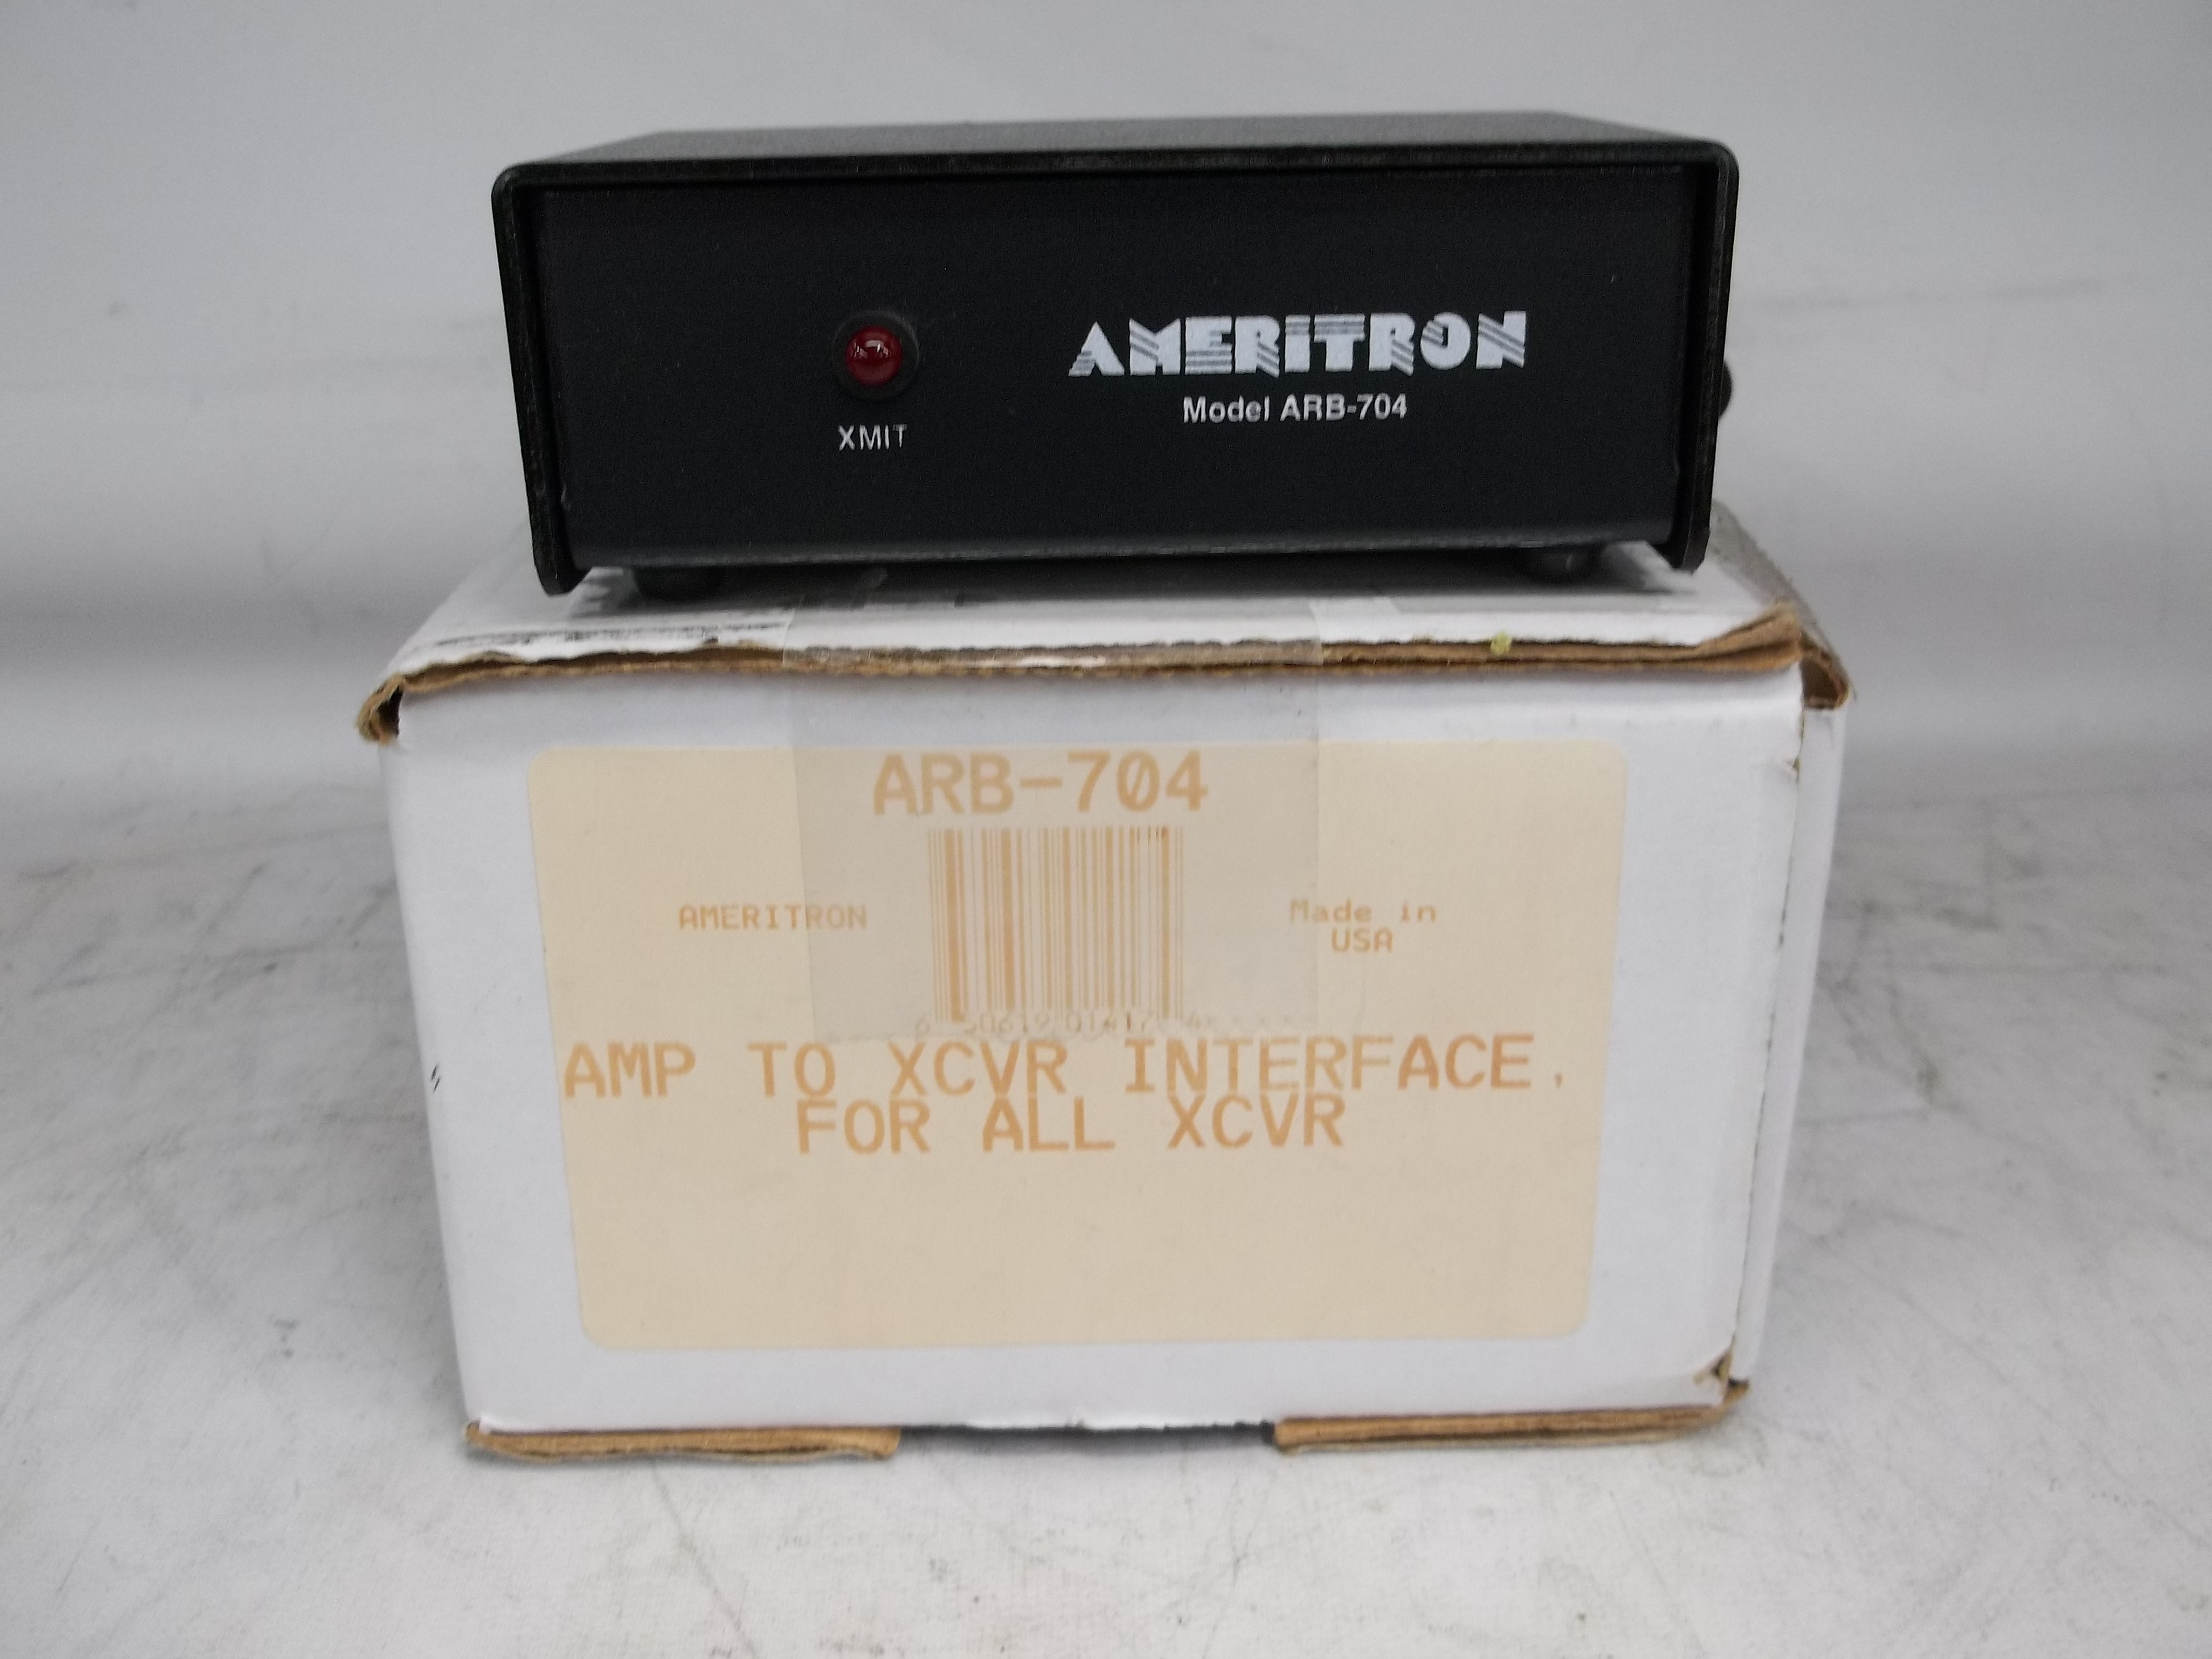 AMERITRON
Model ARB-704
XMIT
ARB-704
AMERITRON
Made in
USA
AMP TO XCVR INTERFACE,
FOR ALL XCVR